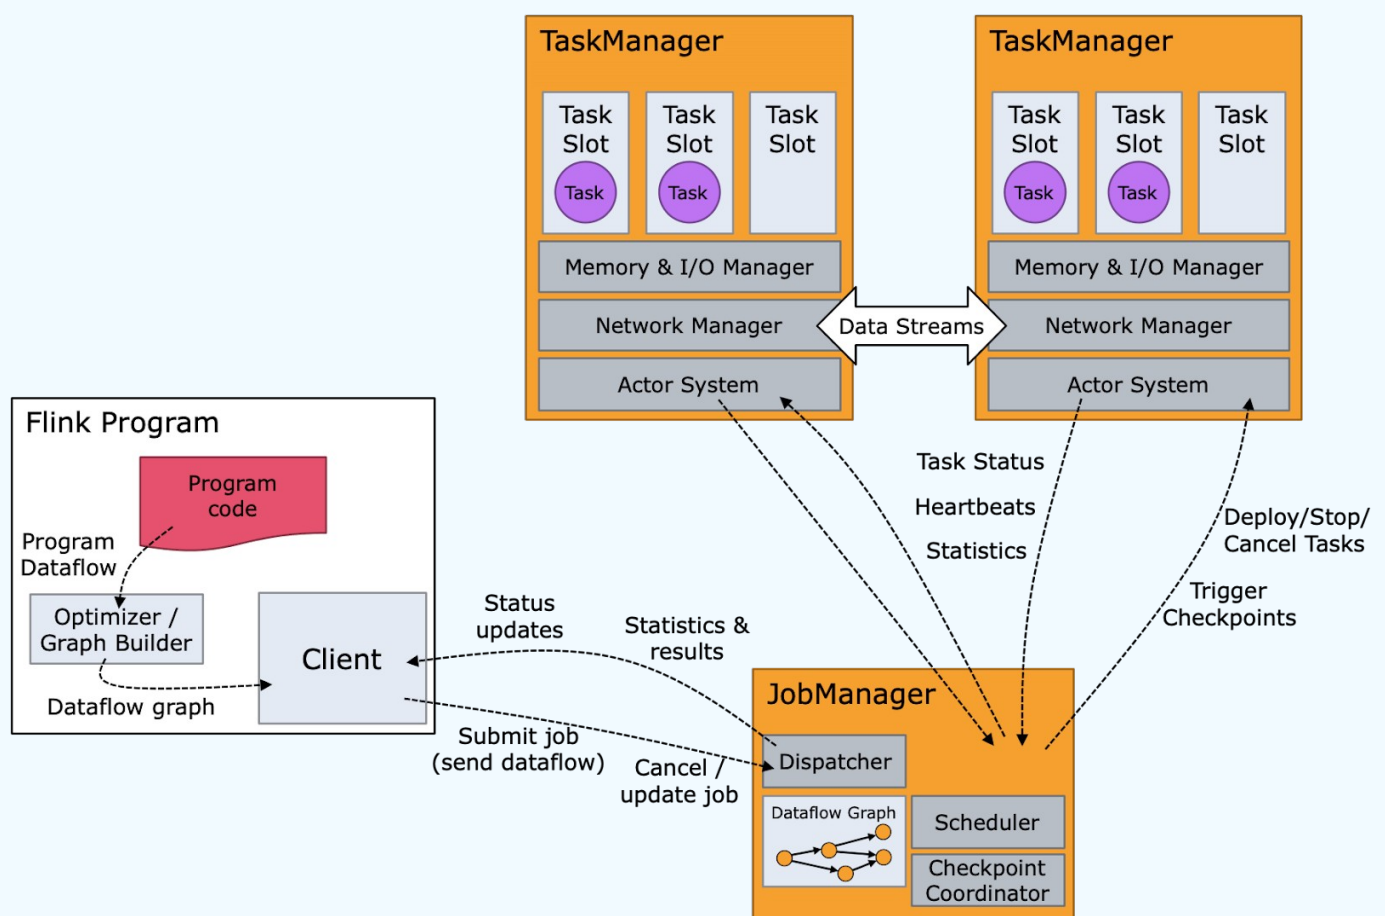 TaskManager
Task
Slot
Task
Task
Slot
Task
Task
Slot
Memory & I/O Manager
Network Manager
Actor System
TaskManager
Task
Slot
Task
Task
Slot
Task
Task
Slot
Memory & I/O Manager
Network Manager
Actor System
Data Streams
Flink Program
Program
code
Program
Dataflow
Optimizer /
Graph Builder
Dataflow graph
Client
Status
updates
Statistics &
results
Submit job
(send dataflow)
Cancel /
update job
Task Status
Heartbeats
Statistics
Deploy/Stop/
Cancel Tasks
Trigger
Checkpoints
JobManager
Dispatcher
Dataflow Graph
Scheduler
Checkpoint
Coordinator